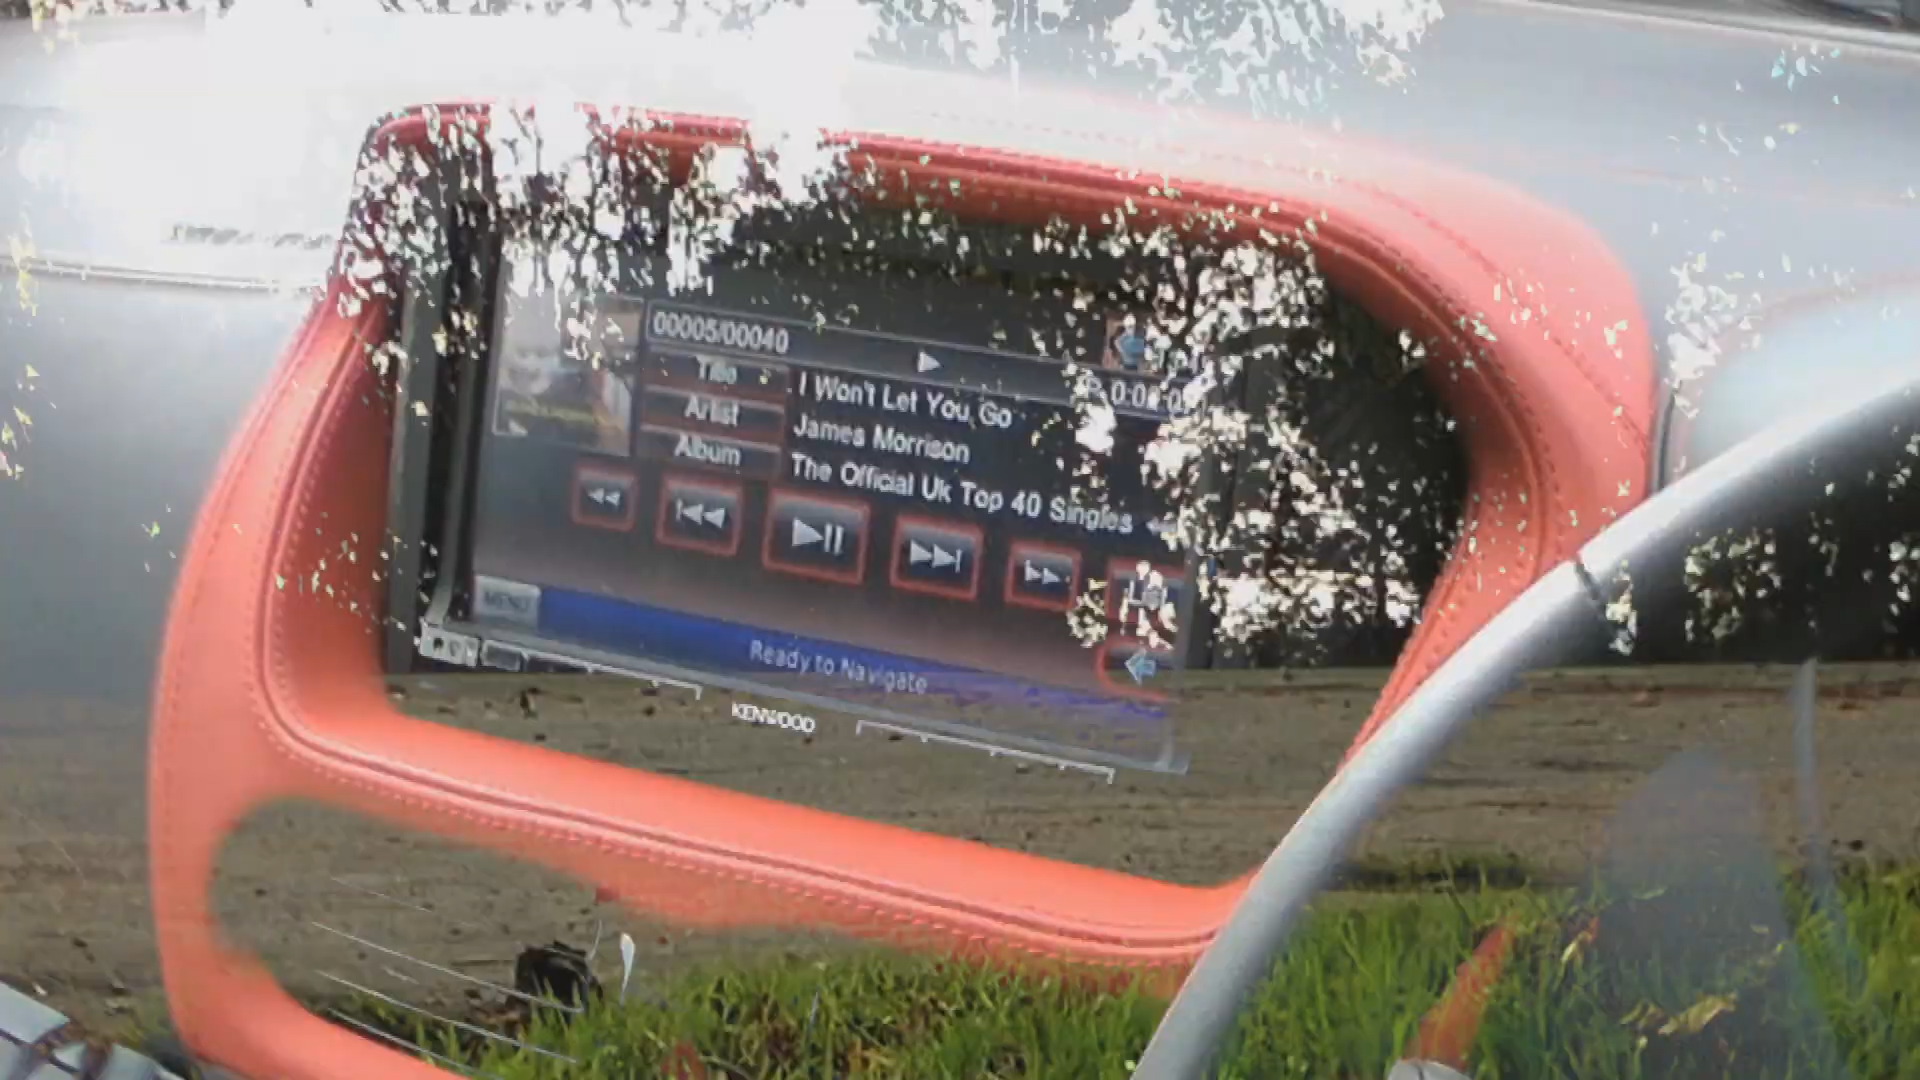 00005/00040
Title I Won't Let You Go
Artist James Morrison
Album The Official Uk Top 40 Singles
MENU
Ready to Navigate
KENWOOD